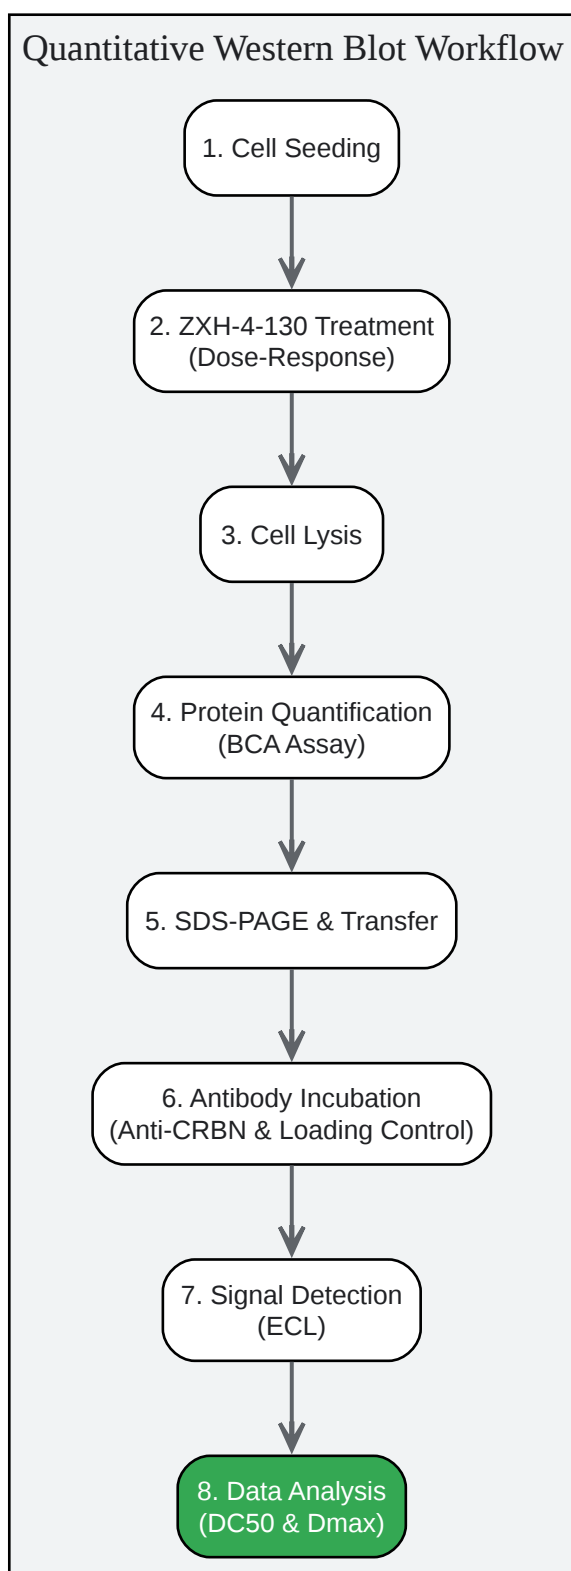 Quantitative Western Blot Workflow
1. Cell Seeding
2. ZXH-4-130 Treatment
(Dose-Response)
3. Cell Lysis
4. Protein Quantification
(BCA Assay)
5. SDS-PAGE & Transfer
6. Antibody Incubation
(Anti-CRBN & Loading Control)
7. Signal Detection
(ECL)
8. Data Analysis
(DC50 & Dmax)